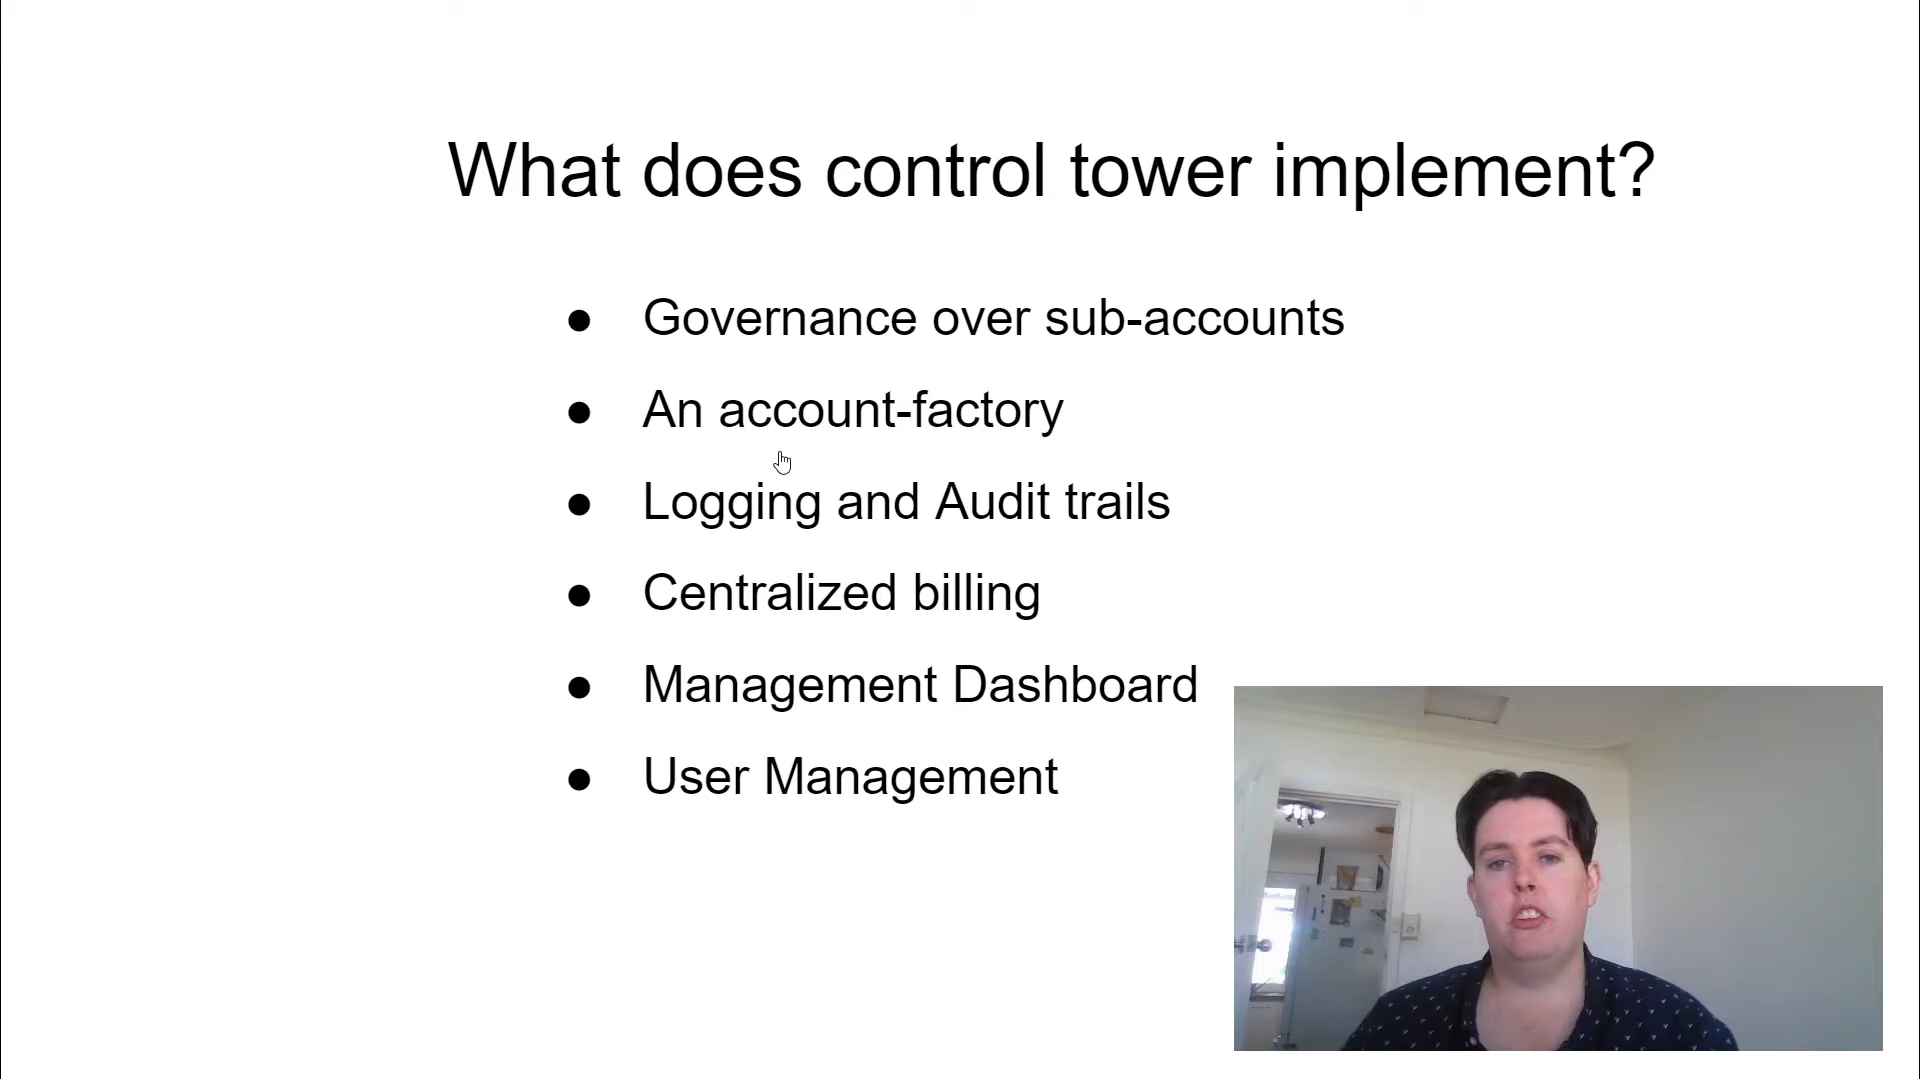 What does control tower implement?
● Governance over sub-accounts
● An account-factory
● Logging and Audit trails
● Centralized billing
● Management Dashboard
● User Management